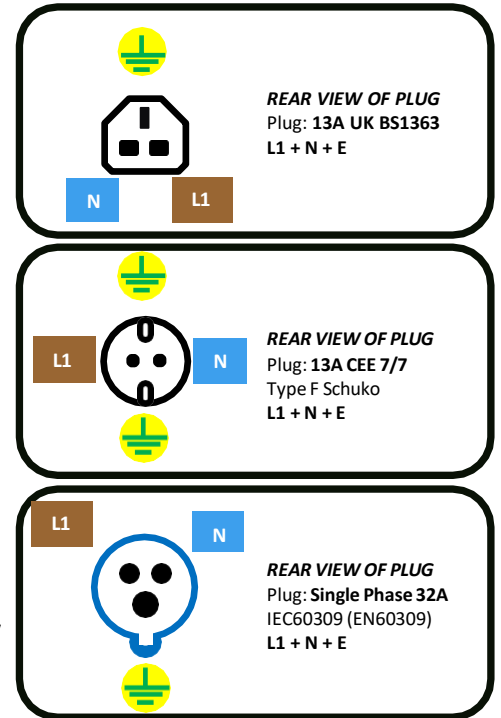 REAR VIEW OF PLUG
Plug: 13A UK BS1363
L1 + N + E
N
L1
REAR VIEW OF PLUG
Plug: 13A CEE 7/7
Type F Schuko
L1 + N + E
L1
N
REAR VIEW OF PLUG
Plug: Single Phase 32A
IEC60309 (EN60309)
L1 + N + E
L1
N